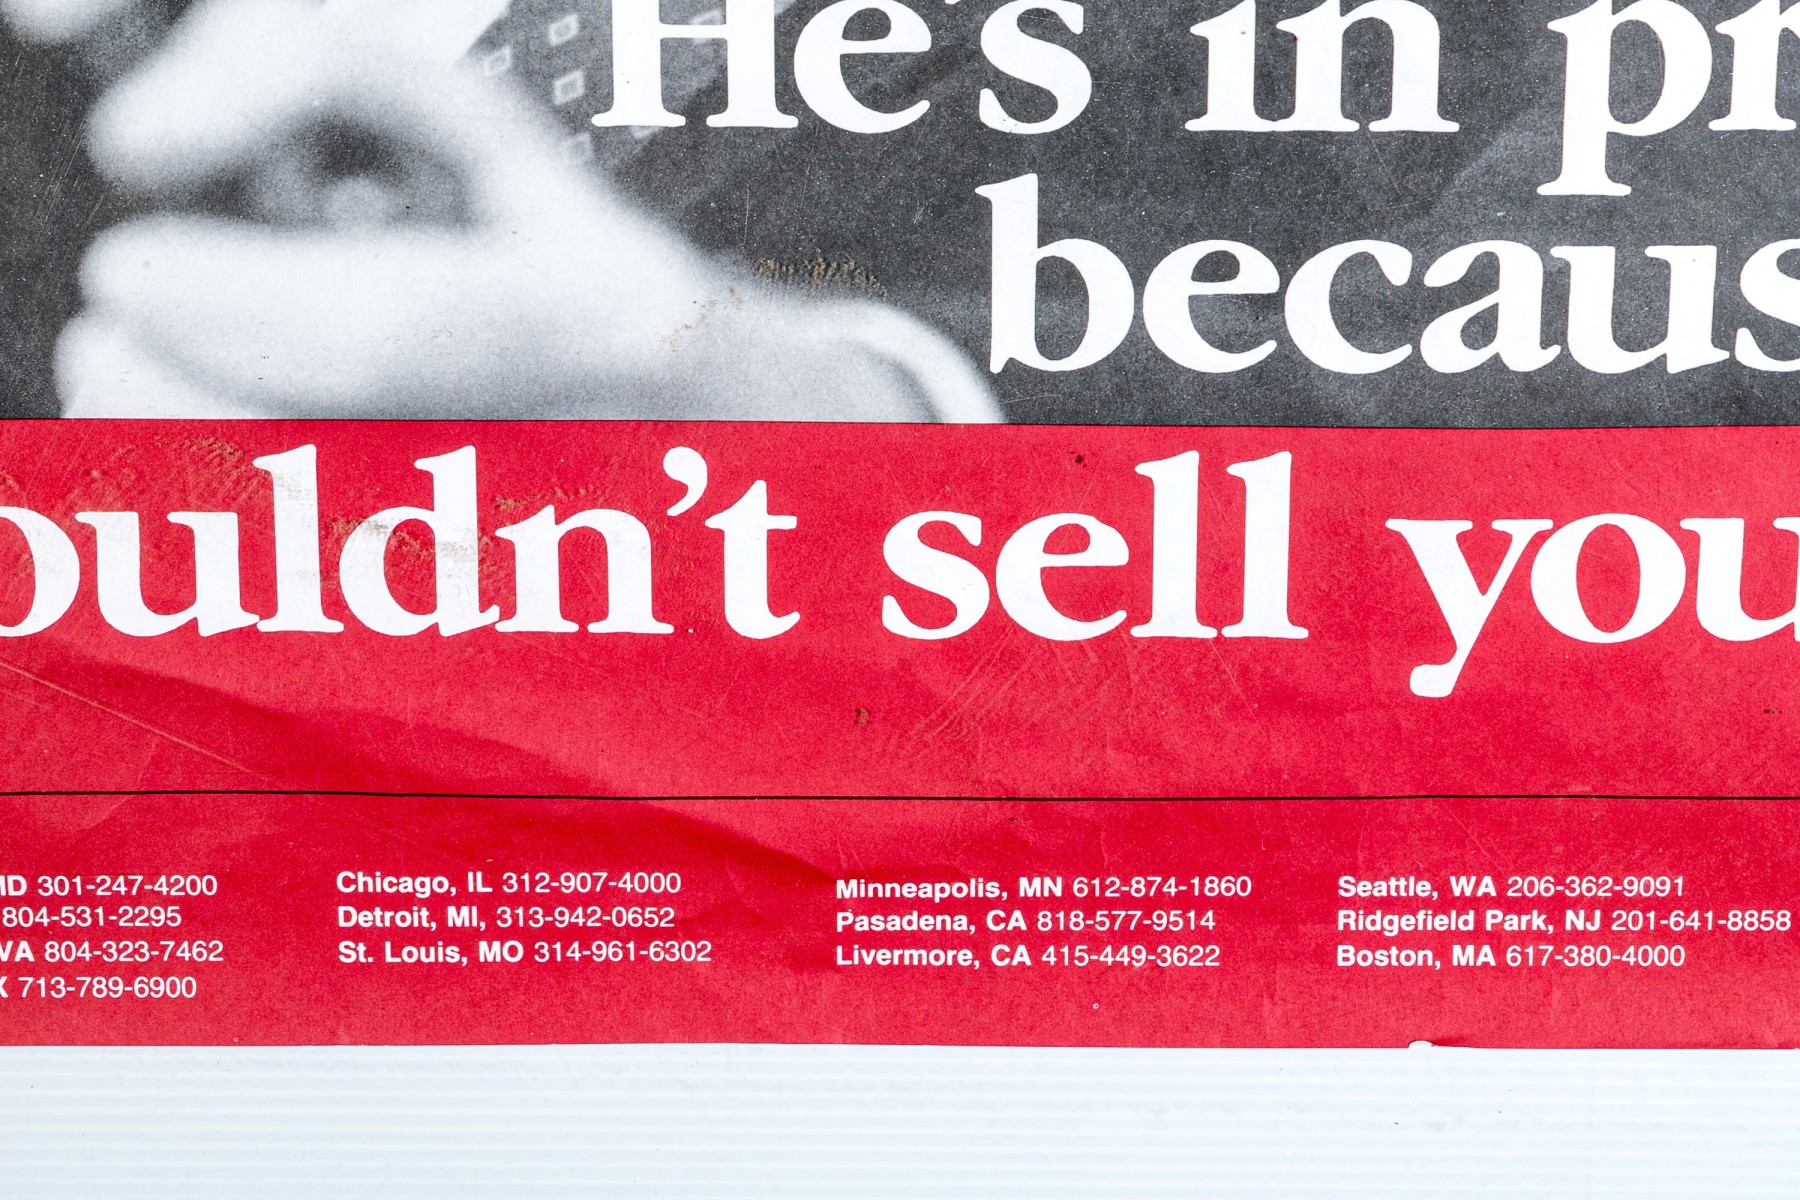 He's in pr
becaus
ouldn't sell you
MD 301-247-4200
804-531-2295
VA 804-323-7462
X 713-789-6900
Chicago, IL 312-907-4000
Detroit, MI, 313-942-0652
St. Louis, MO 314-961-6302
Minneapolis, MN 612-874-1860
Pasadena, CA 818-577-9514
Livermore, CA 415-449-3622
Seattle, WA 206-362-9091
Ridgefield Park, NJ 201-641-8858
Boston, MA 617-380-4000